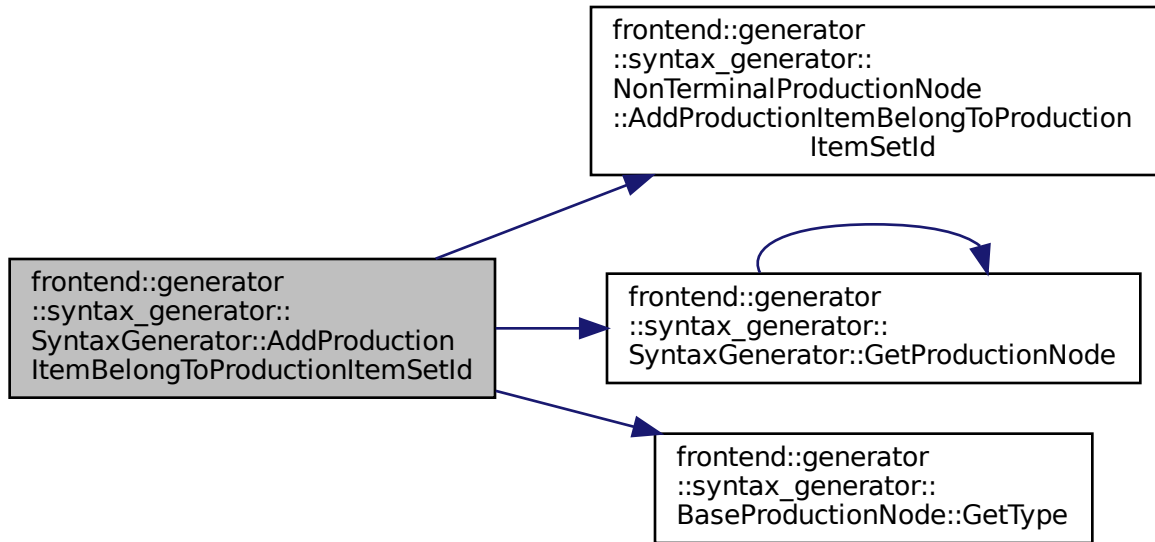 frontend::generator
::syntax_generator::
NonTerminalProductionNode
::AddProductionItemBelongToProduction
ItemSetId
frontend::generator
::syntax_generator::
SyntaxGenerator::AddProduction
ItemBelongToProductionItemSetId
frontend::generator
::syntax_generator::
SyntaxGenerator::GetProductionNode
frontend::generator
::syntax_generator::
BaseProductionNode::GetType